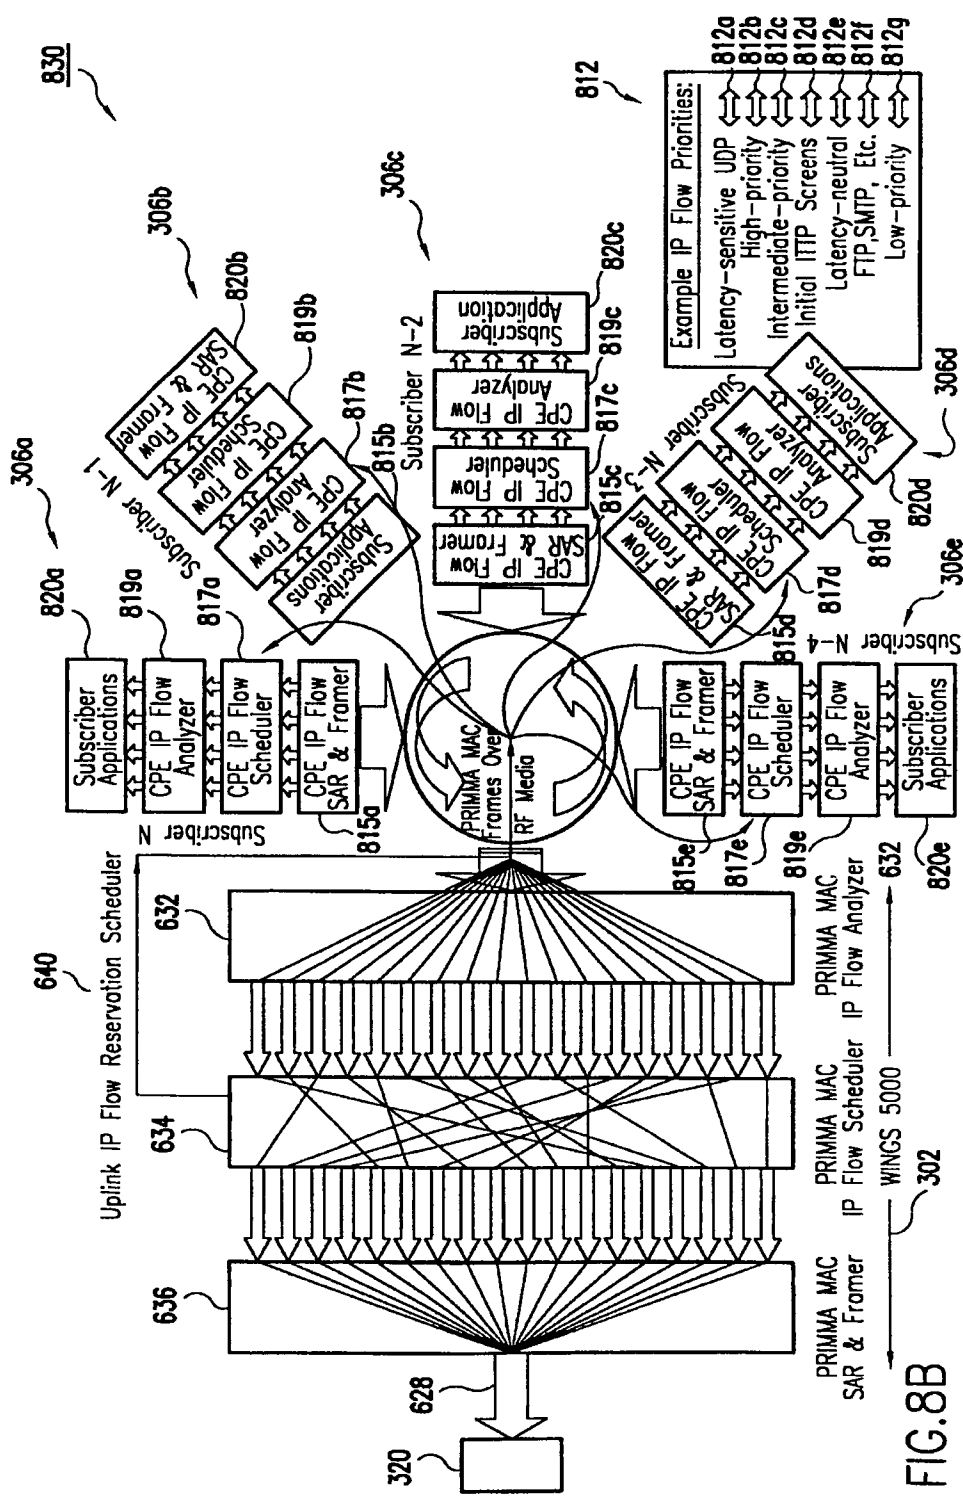 830
306a
306b
306c
812
Example IP Flow Priorities:
Latency-sensitive UDP
High-priority
Intermediate-priority
Initial ITTP Screens
Latency-neutral
FTP,SMTP, Etc.
Low-priority
812a
812b
812c
812d
812e
812f
812g
820a
819a
817a
815a
Subscriber N
Subscriber
Applications
CPE IP Flow
Analyzer
CPE IP Flow
Scheduler
CPE IP Flow
SAR & Framer
Subscriber N-1
820b
819b
817b
815b
CPE IP Flow
SAR & Framer
CPE IP Flow
Scheduler
CPE IP Flow
Analyzer
Subscriber
Applications
Subscriber N-2
820c
819c
817c
815c
Subscriber
Application
CPE IP Flow
Analyzer
CPE IP Flow
Scheduler
CPE IP Flow
SAR & Framer
Subscriber N-3
CPE IP Flow
SAR & Framer
CPE IP Flow
Scheduler
CPE IP Flow
Analyzer
Subscriber
Applications
815d
817d
819d
820d
306d
306e
Subscriber N-4
CPE IP Flow
SAR & Framer
CPE IP Flow
Scheduler
CPE IP Flow
Analyzer
Subscriber
Applications
815e
817e
819e
820e
PRIMMA MAC
Frames Over
RF Media
640
Uplink IP Flow Reservation Scheduler
632
634
636
628
320
PRIMMA MAC
SAR & Framer
PRIMMA MAC
IP Flow Scheduler
PRIMMA MAC
IP Flow Analyzer
632
WINGS 5000
302
FIG.8B